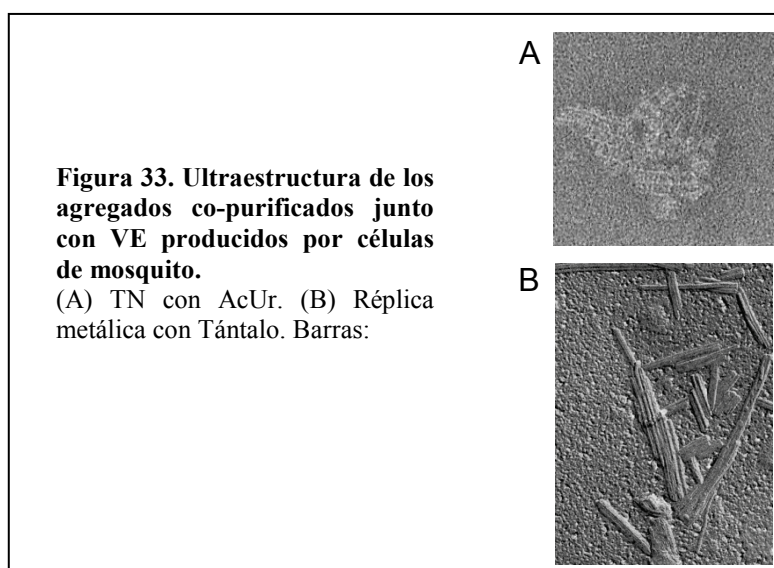 A
Figura 33. Ultraestructura de los
agregados co-purificados junto
con VE producidos por células
de mosquito.
(A) TN con AcUr. (B) Réplica
metálica con Tántalo. Barras:
B